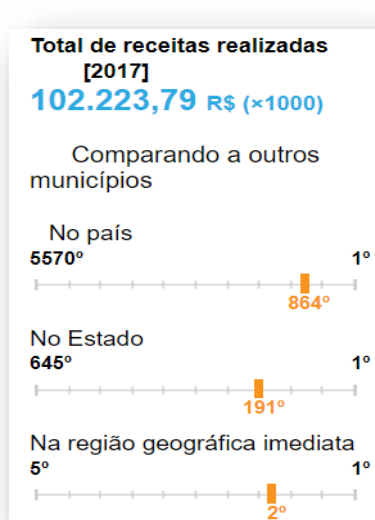 Total de receitas realizadas
[2017]
102.223,79 R$ (×1000)
Comparando a outros
municípios
No país
5570º 1º
864º
No Estado
645º 1º
191º
Na região geográfica imediata
5º 1º
2º